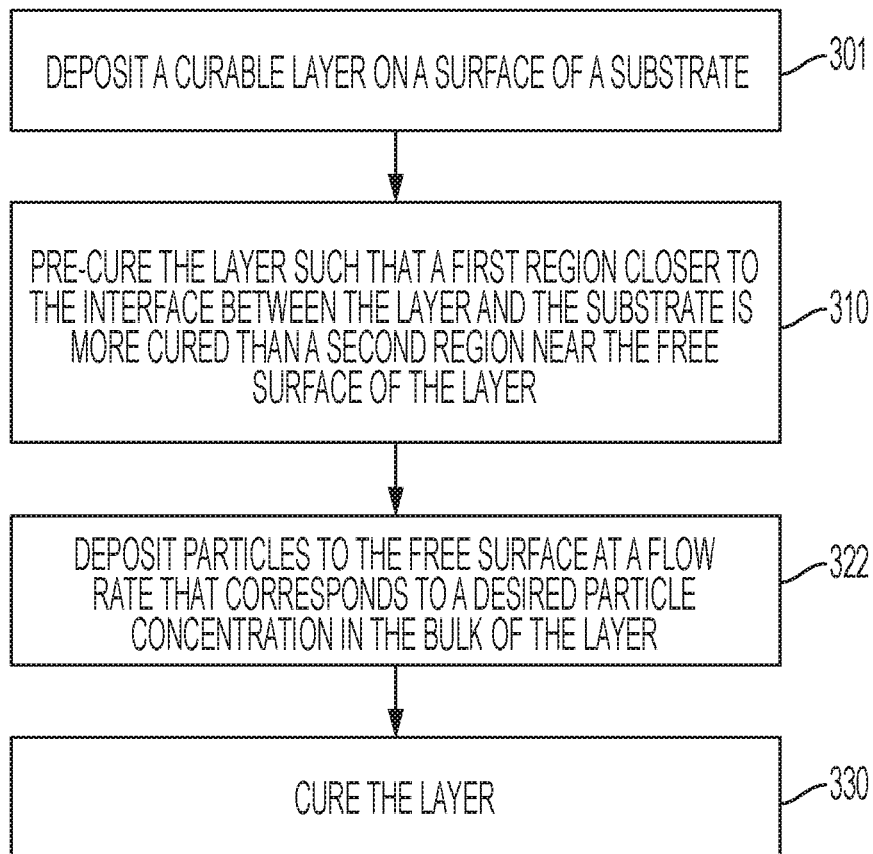 DEPOSIT A CURABLE LAYER ON A SURFACE OF A SUBSTRATE
301
PRE-CURE THE LAYER SUCH THAT A FIRST REGION CLOSER TO
THE INTERFACE BETWEEN THE LAYER AND THE SUBSTRATE IS
MORE CURED THAN A SECOND REGION NEAR THE FREE
SURFACE OF THE LAYER
310
DEPOSIT PARTICLES TO THE FREE SURFACE AT A FLOW
RATE THAT CORRESPONDS TO A DESIRED PARTICLE
CONCENTRATION IN THE BULK OF THE LAYER
322
CURE THE LAYER
330